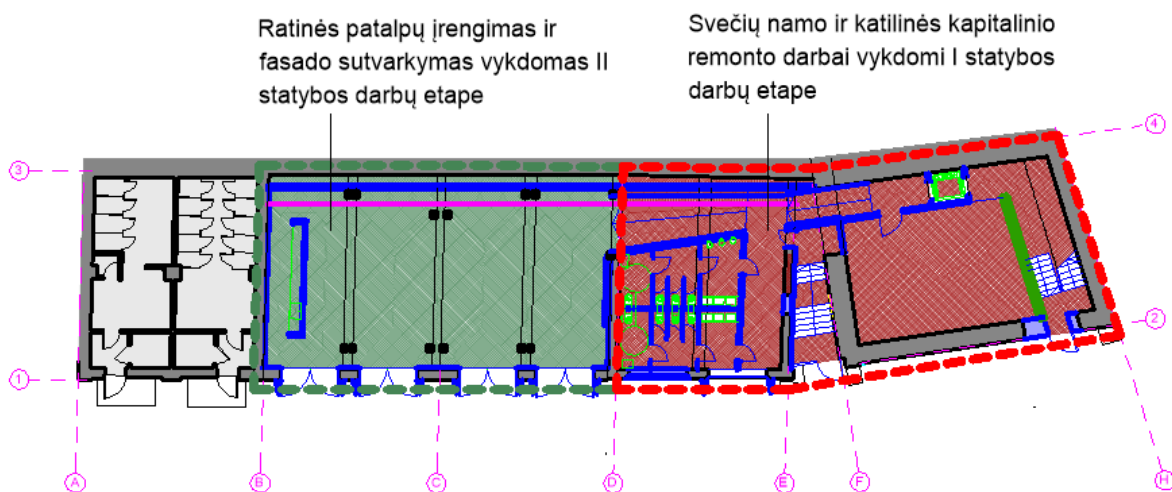 Ratinės patalpų įrengimas ir
fasado sutvarkymas vykdomas II
statybos darbų etape
Svečių namo ir katilinės kapitalinio
remonto darbai vykdomi I statybos
darbų etape
4
3
2
1
A
B
C
D
E
F
H